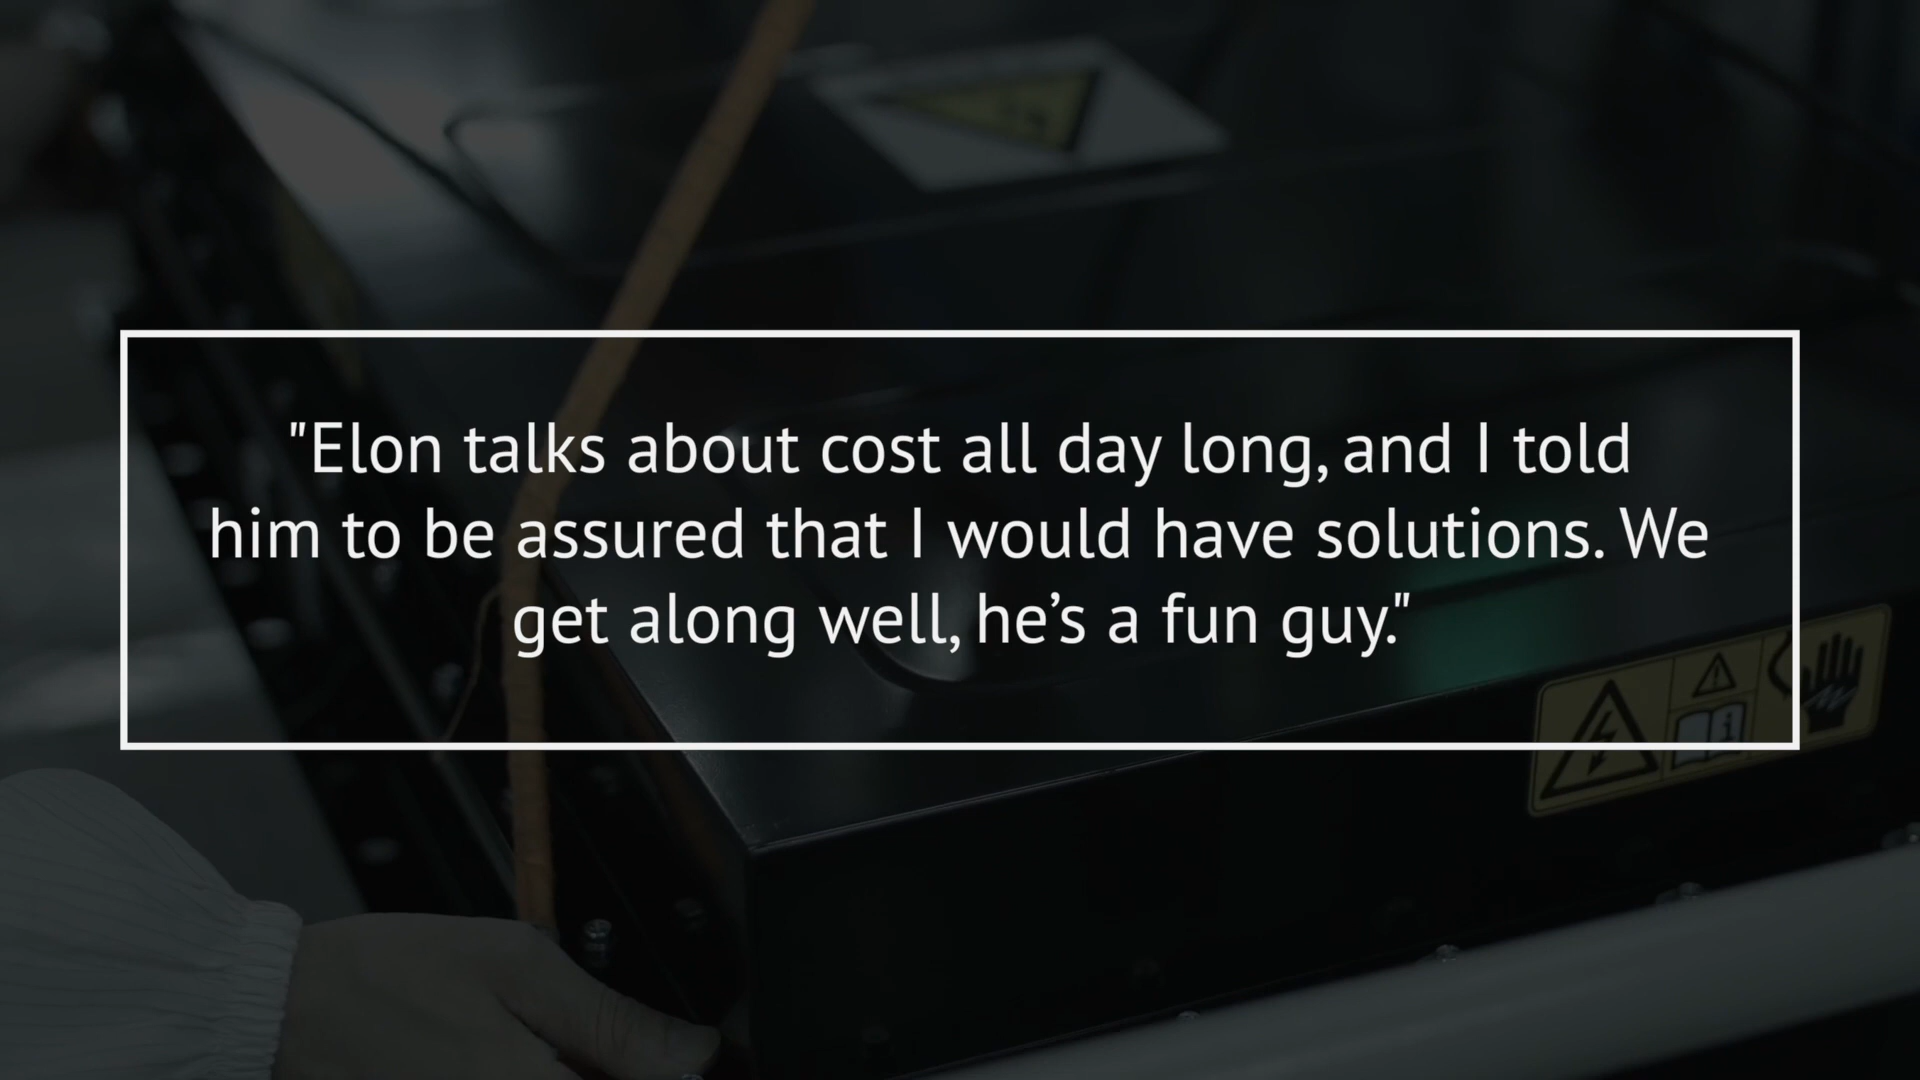 "Elon talks about cost all day long, and I told
him to be assured that I would have solutions. We
get along well, he’s a fun guy."